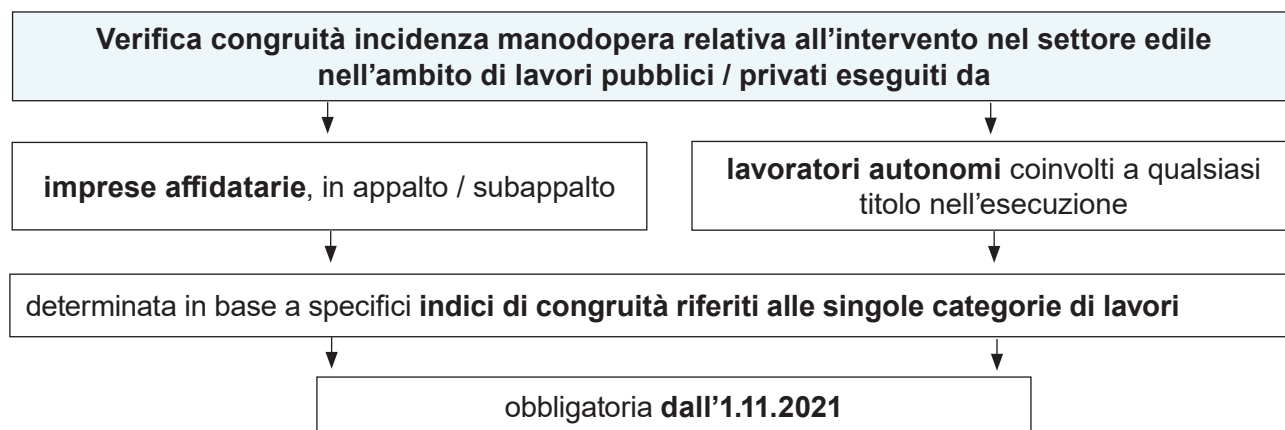 Verifica congruità incidenza manodopera relativa all’intervento nel settore edile
nell’ambito di lavori pubblici / privati eseguiti da
imprese affidatarie, in appalto / subappalto
lavoratori autonomi coinvolti a qualsiasi
titolo nell’esecuzione
determinata in base a specifici indici di congruità riferiti alle singole categorie di lavori
obbligatoria dall’1.11.2021